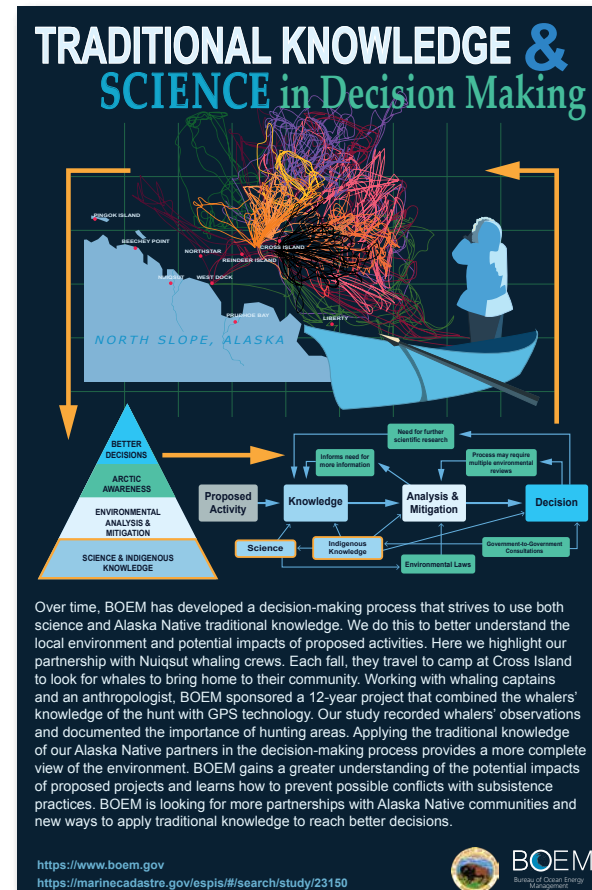 TRADITIONAL KNOWLEDGE &
SCIENCE in Decision Making
PINGOK ISLAND
BEECHEY POINT
NORTHSTAR
CROSS ISLAND
REINDEER ISLAND
NUIQSUT
WEST DOCK
PRUDHOE BAY
LIBERTY
NORTH SLOPE, ALASKA
BETTER
DECISIONS
ARCTIC
AWARENESS
ENVIRONMENTAL
ANALYSIS &
MITIGATION
SCIENCE & INDIGENOUS
KNOWLEDGE
Need for further
scientific research
Informs need for
more information
Process may require
multiple environmental
reviews
Proposed
Activity
Knowledge
Analysis &
Mitigation
Decision
Science
Indigenous
Knowledge
Government-to-Government
Consultations
Environmental Laws
Over time, BOEM has developed a decision-making process that strives to use both
science and Alaska Native traditional knowledge. We do this to better understand the
local environment and potential impacts of proposed activities. Here we highlight our
partnership with Nuiqsut whaling crews. Each fall, they travel to camp at Cross Island
to look for whales to bring home to their community. Working with whaling captains
and an anthropologist, BOEM sponsored a 12-year project that combined the whalers'
knowledge of the hunt with GPS technology. Our study recorded whalers' observations
and documented the importance of hunting areas. Applying the traditional knowledge
of our Alaska Native partners in the decision-making process provides a more complete
view of the environment. BOEM gains a greater understanding of the potential impacts
of proposed projects and learns how to prevent possible conflicts with subsistence
practices. BOEM is looking for more partnerships with Alaska Native communities and
new ways to apply traditional knowledge to reach better decisions.
https://www.boem.gov
https://marinecadastre.gov/espis/#/search/study/23150
BOEM
Bureau of Ocean Energy
Management